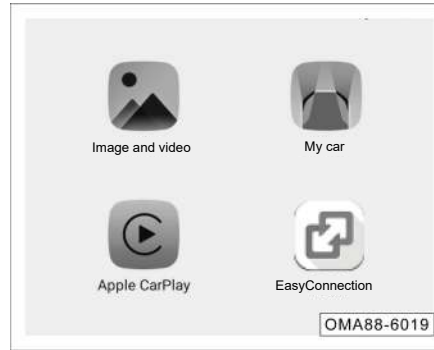 Image and video
My car
Apple CarPlay
EasyConnection
OMA88-6019